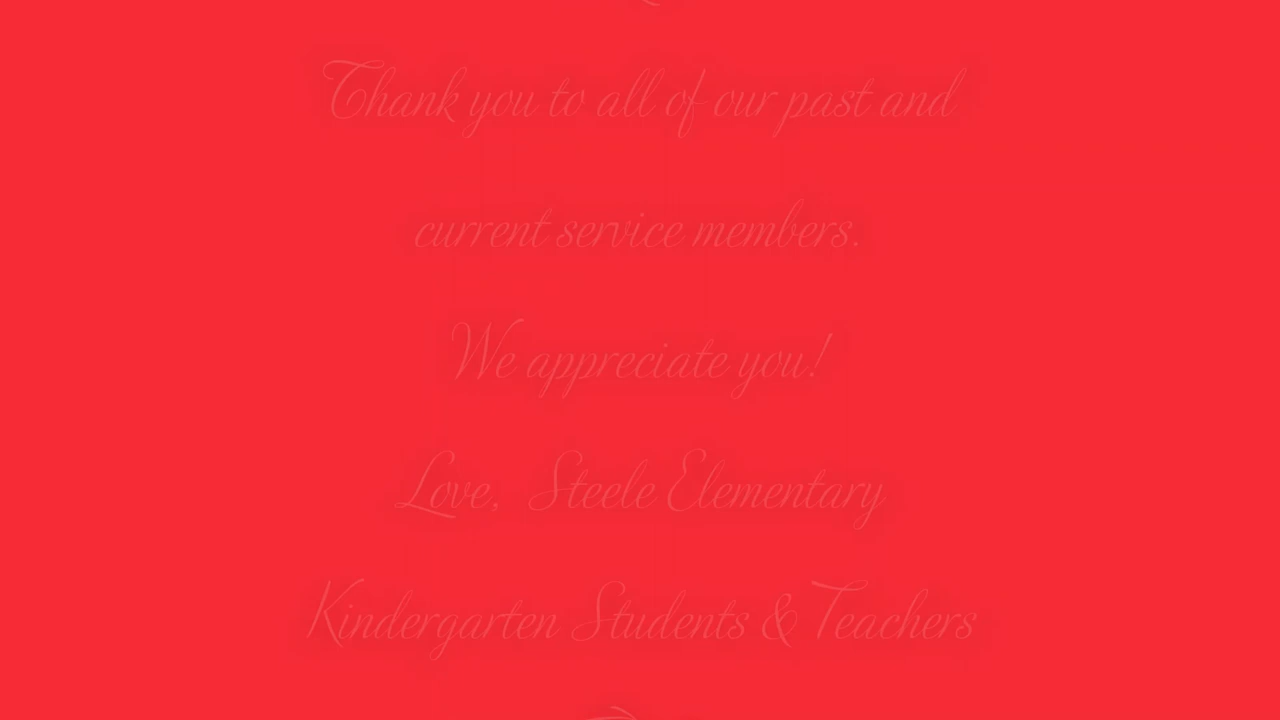 Thank you to all of our past and
current service members.
We appreciate you!
Love, Steele Elementary
Kindergarten Students & Teachers